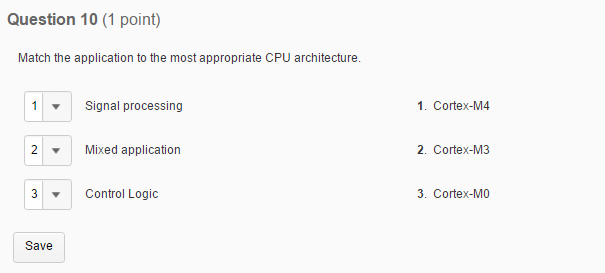 Question 10 (1 point)
Match the application to the most appropriate CPU architecture.
1 Signal processing 1. Cortex-M4
2 Mixed application 2. Cortex-M3
3 Control Logic 3. Cortex-M0
Save